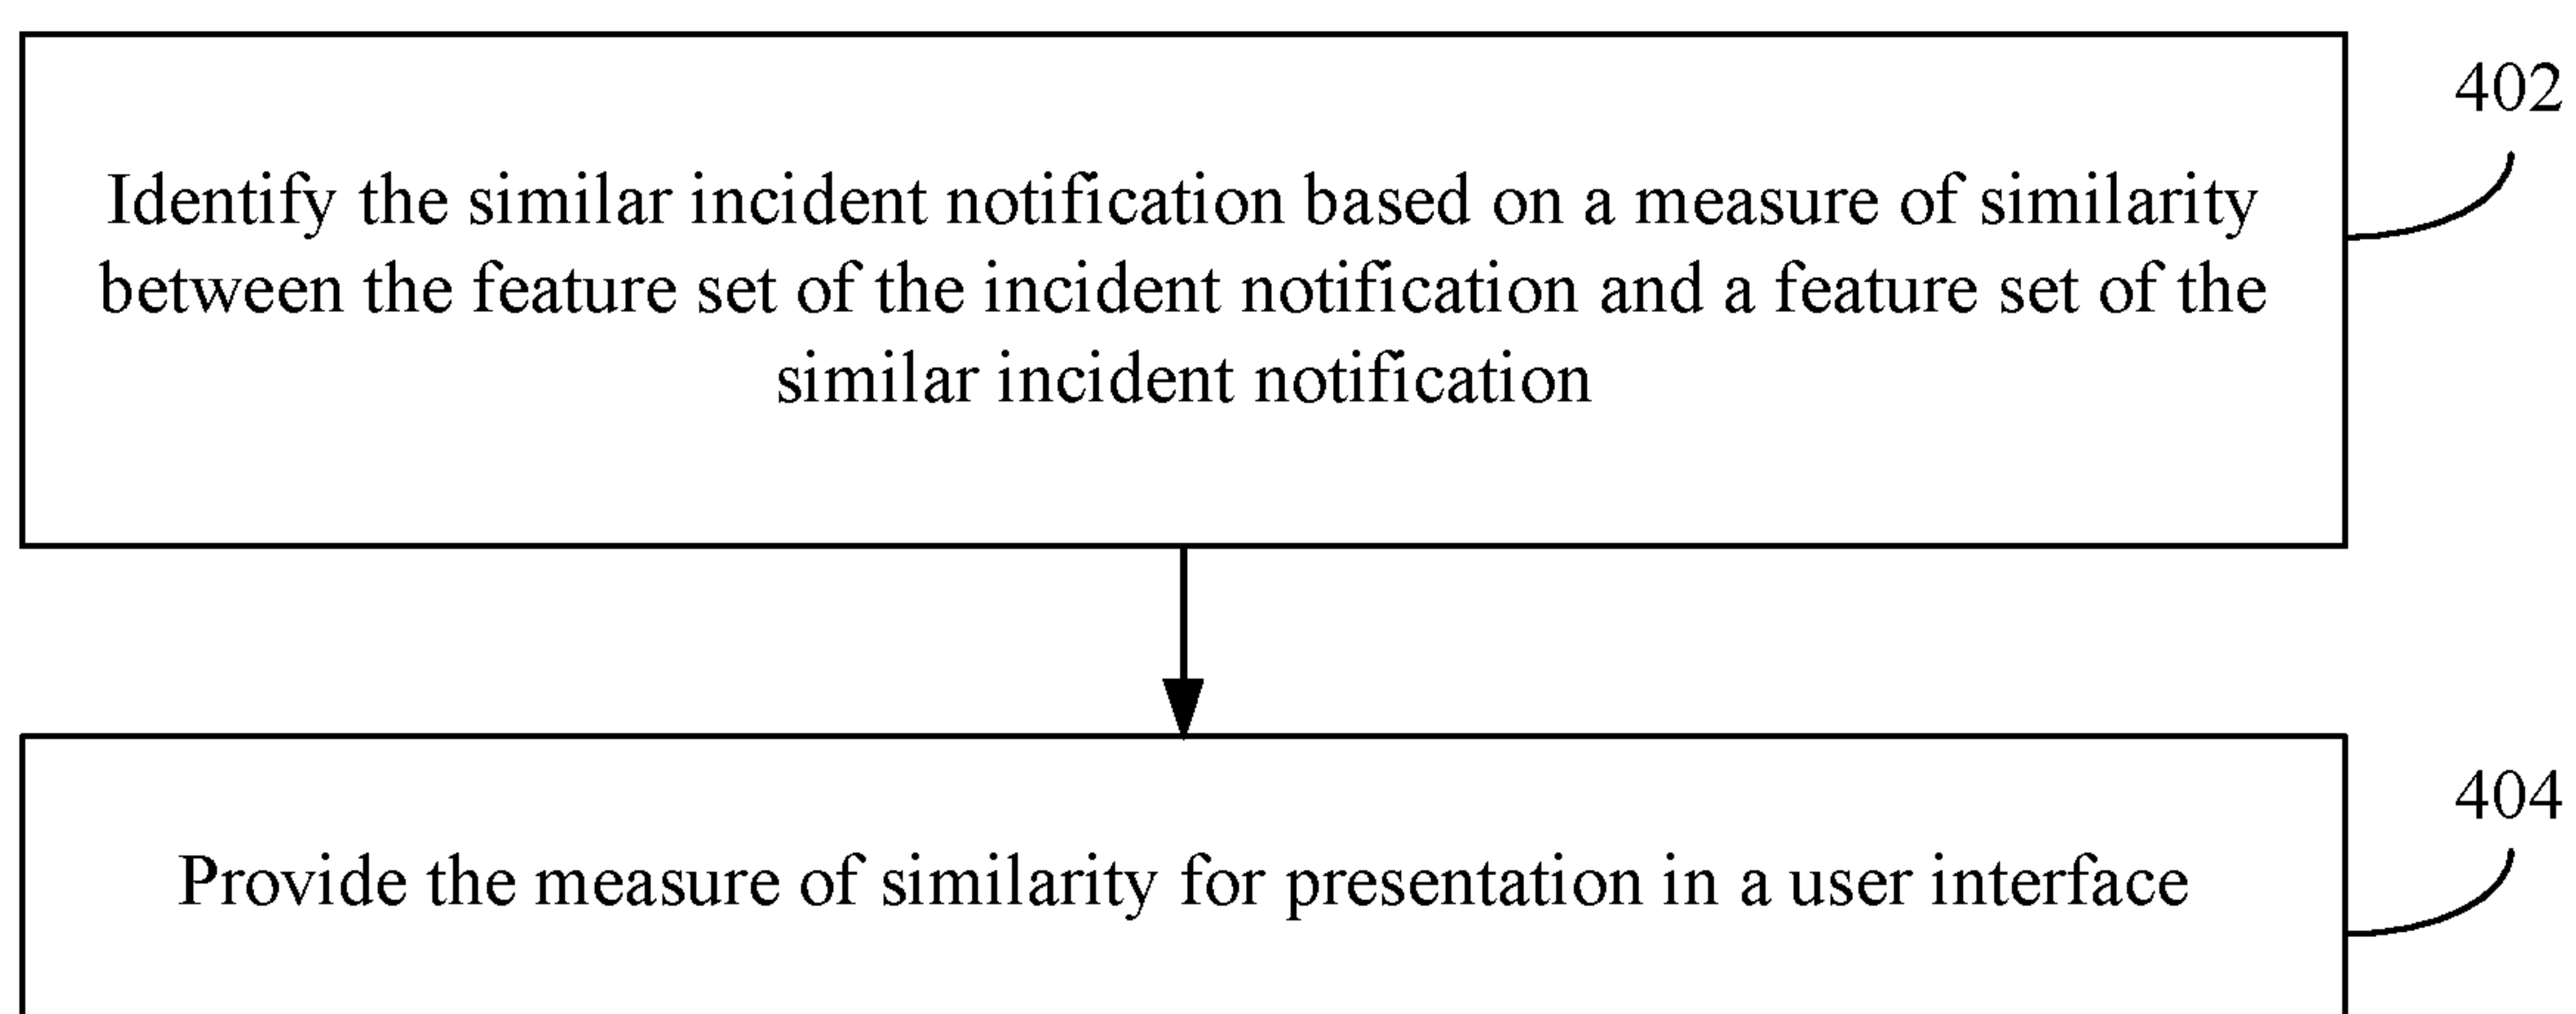 402
Identify the similar incident notification based on a measure of similarity
between the feature set of the incident notification and a feature set of the
similar incident notification
404
Provide the measure of similarity for presentation in a user interface